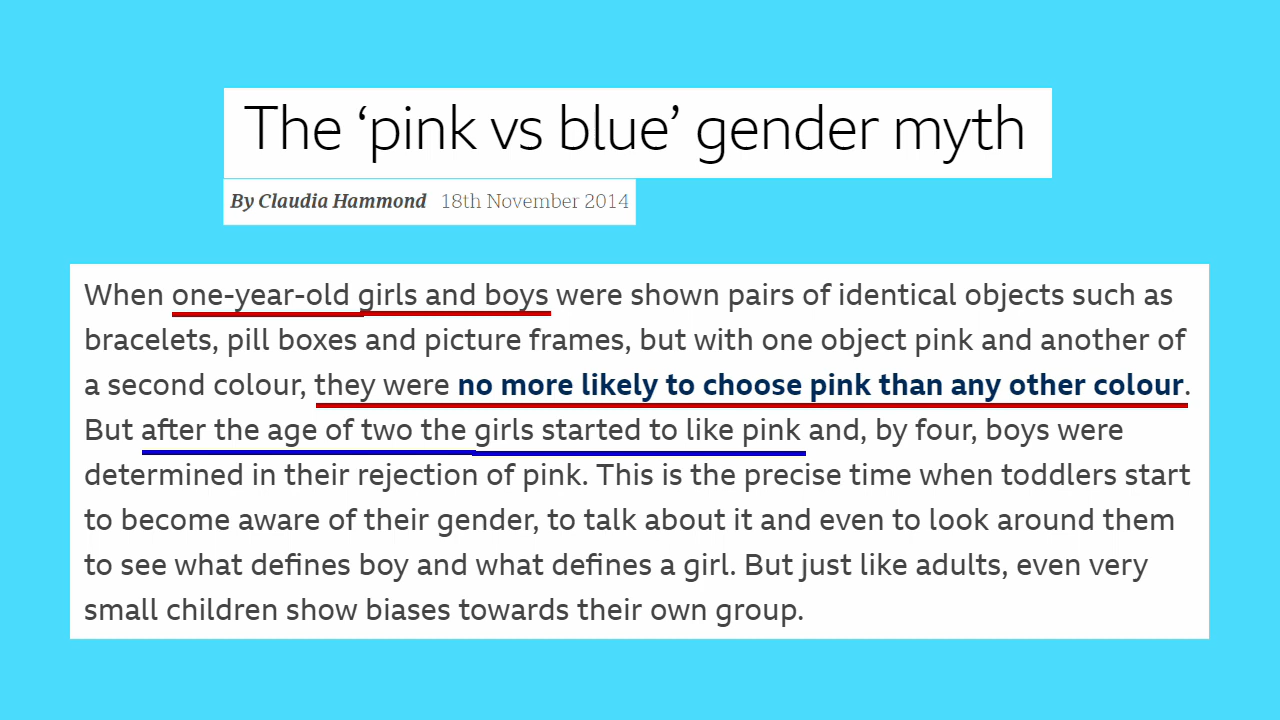 The ‘pink vs blue’ gender myth
By Claudia Hammond 18th November 2014
When one-year-old girls and boys were shown pairs of identical objects such as
bracelets, pill boxes and picture frames, but with one object pink and another of
a second colour, they were no more likely to choose pink than any other colour.
But after the age of two the girls started to like pink and, by four, boys were
determined in their rejection of pink. This is the precise time when toddlers start
to become aware of their gender, to talk about it and even to look around them
to see what defines boy and what defines a girl. But just like adults, even very
small children show biases towards their own group.